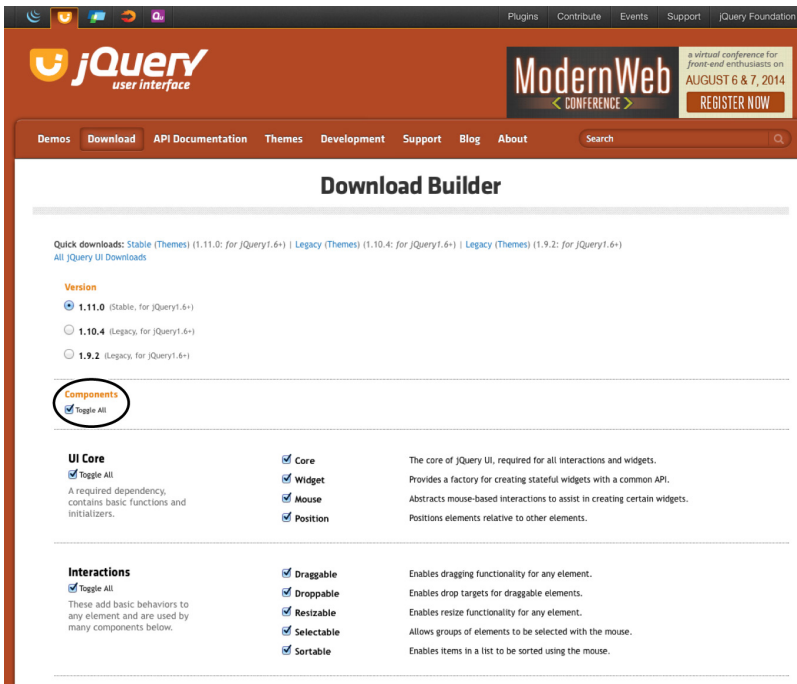 Qu
Plugins Contribute Events Support jQuery Foundation
jQuery
user interface
ModernWeb
< CONFERENCE >
a virtual conference for
front-end enthusiasts on
AUGUST 6 & 7, 2014
REGISTER NOW
Demos Download API Documentation Themes Development Support Blog About Search
Download Builder
Quick downloads: Stable (Themes) (1.11.0: for jQuery1.6+) | Legacy (Themes) (1.10.4: for jQuery1.6+) | Legacy (Themes) (1.9.2: for jQuery1.6+)
All jQuery UI Downloads
Version
1.11.0 (Stable, for jQuery1.6+)
1.10.4 (Legacy, for jQuery1.6+)
1.9.2 (Legacy, for jQuery1.6+)
Components
Toggle All
UI Core
Toggle All
A required dependency,
contains basic functions and
initializers.
Core The core of jQuery UI, required for all interactions and widgets.
Widget Provides a factory for creating stateful widgets with a common API.
Mouse Abstracts mouse-based interactions to assist in creating certain widgets.
Position Positions elements relative to other elements.
Interactions
Toggle All
These add basic behaviors to
any element and are used by
many components below.
Draggable Enables dragging functionality for any element.
Droppable Enables drop targets for draggable elements.
Resizable Enables resize functionality for any element.
Selectable Allows groups of elements to be selected with the mouse.
Sortable Enables items in a list to be sorted using the mouse.